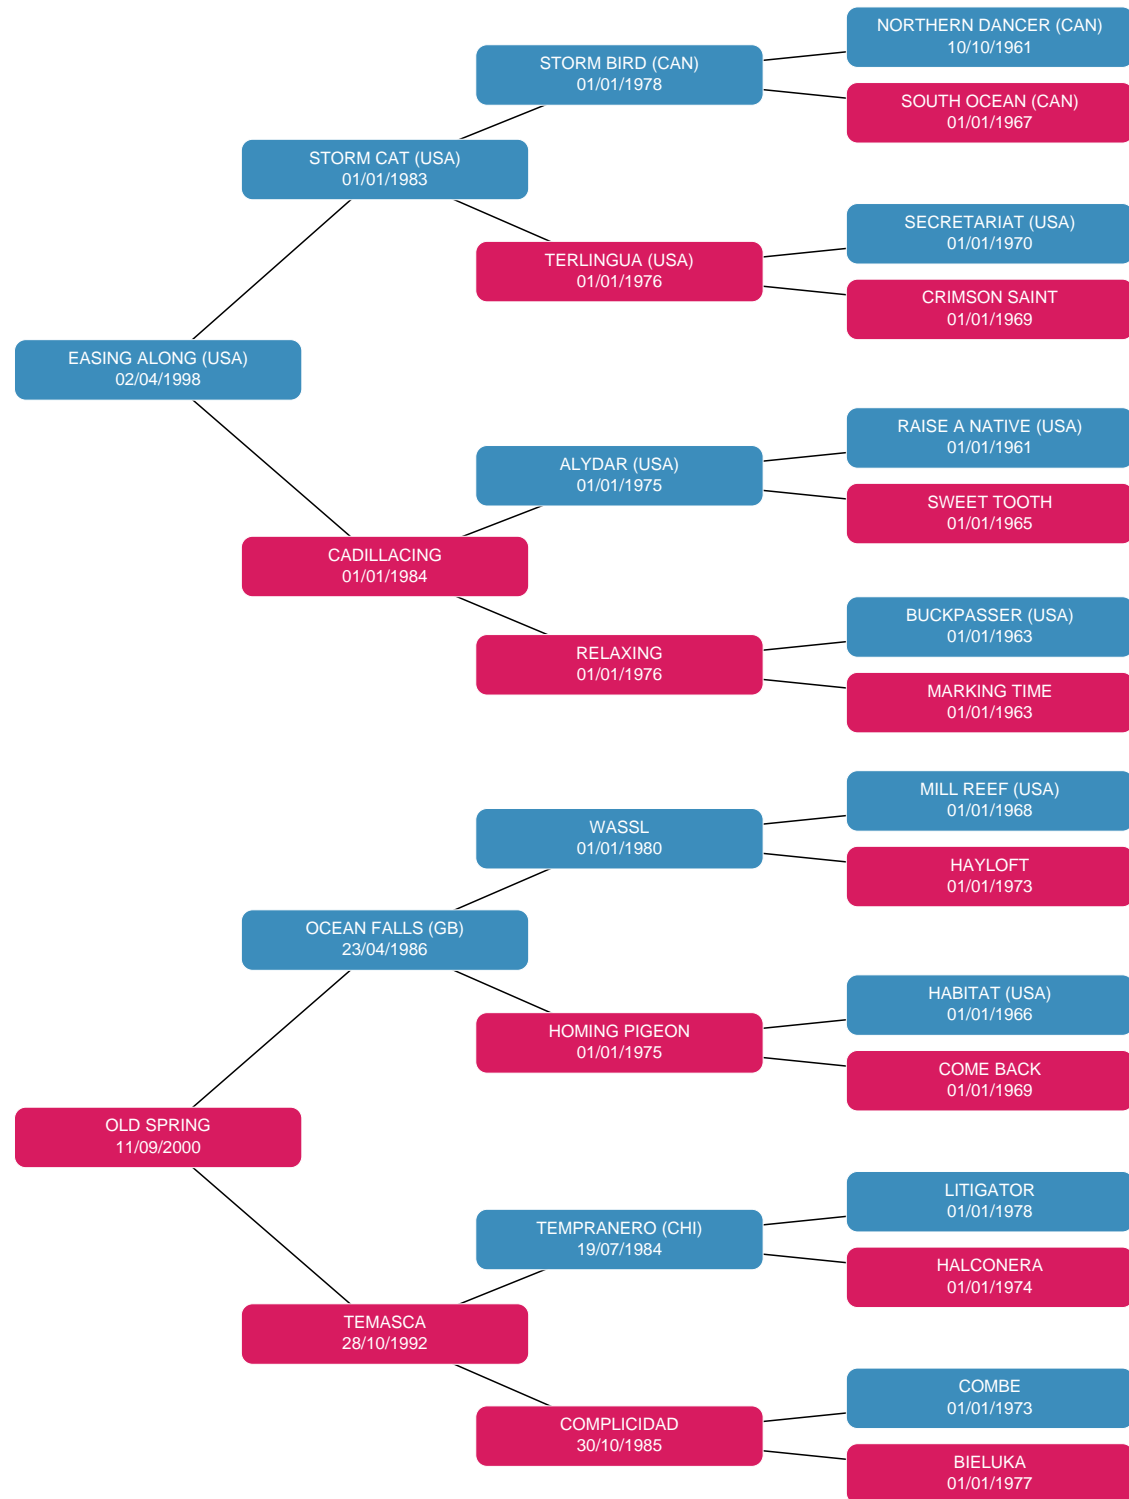 NORTHERN DANCER (CAN)
10/10/1961
STORM BIRD (CAN)
01/01/1978
SOUTH OCEAN (CAN)
01/01/1967
STORM CAT (USA)
01/01/1983
SECRETARIAT (USA)
01/01/1970
TERLINGUA (USA)
01/01/1976
CRIMSON SAINT
01/01/1969
EASING ALONG (USA)
02/04/1998
RAISE A NATIVE (USA)
01/01/1961
ALYDAR (USA)
01/01/1975
SWEET TOOTH
01/01/1965
CADILLACING
01/01/1984
BUCKPASSER (USA)
01/01/1963
RELAXING
01/01/1976
MARKING TIME
01/01/1963
MILL REEF (USA)
01/01/1968
WASSL
01/01/1980
HAYLOFT
01/01/1973
OCEAN FALLS (GB)
23/04/1986
HABITAT (USA)
01/01/1966
HOMING PIGEON
01/01/1975
COME BACK
01/01/1969
OLD SPRING
11/09/2000
LITIGATOR
01/01/1978
TEMPRANERO (CHI)
19/07/1984
HALCONERA
01/01/1974
TEMASCA
28/10/1992
COMBE
01/01/1973
COMPLICIDAD
30/10/1985
BIELUKA
01/01/1977